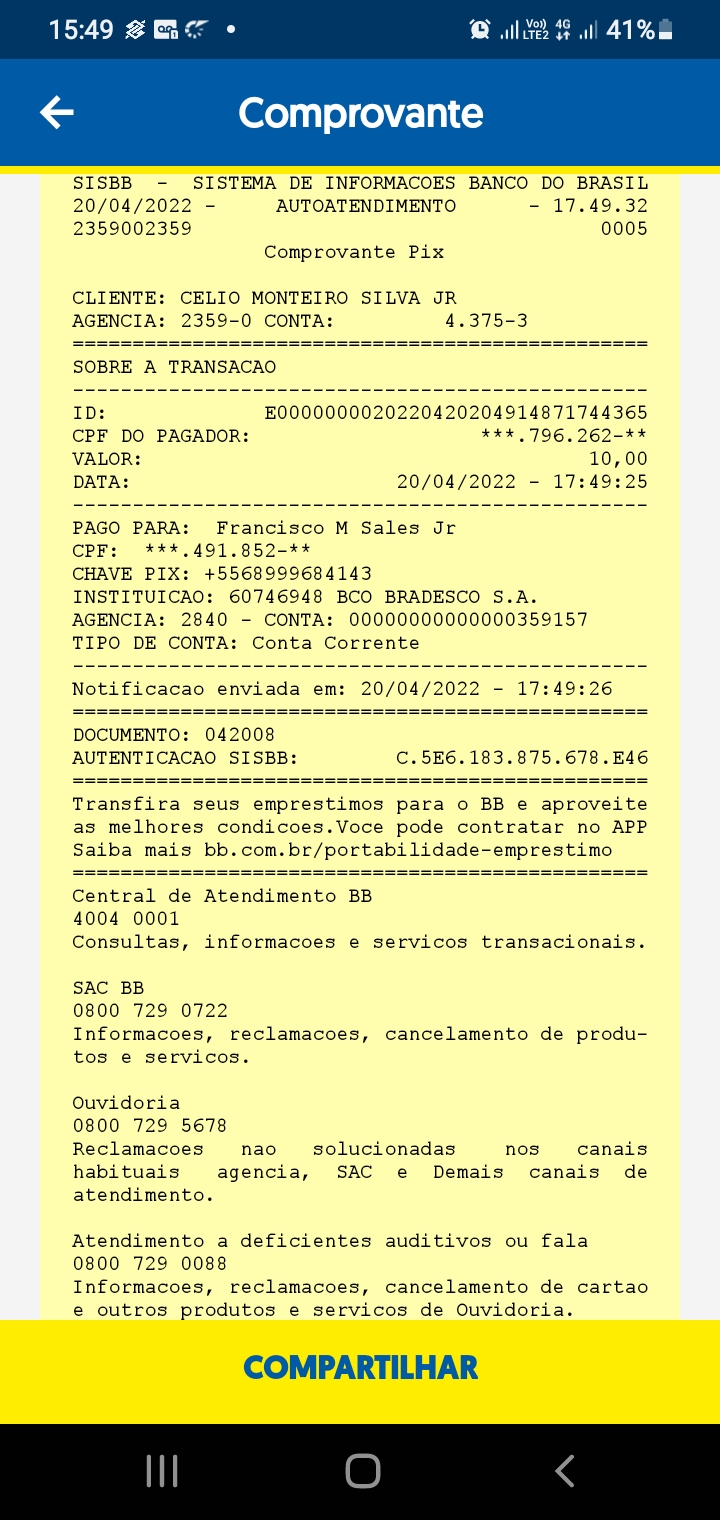 15:49 Vo)) LTE2 4G 41%
Comprovante
SISBB - SISTEMA DE INFORMACOES BANCO DO BRASIL
20/04/2022 - AUTOATENDIMENTO - 17.49.32
2359002359 0005
Comprovante Pix
CLIENTE: CELIO MONTEIRO SILVA JR
AGENCIA: 2359-0 CONTA: 4.375-3
================================================
SOBRE A TRANSACAO
------------------------------------------------
ID: E00000000202204202049148717443​65
CPF DO PAGADOR: ***.796.262-**
VALOR: 10,00
DATA: 20/04/2022 - 17:49:25
------------------------------------------------
PAGO PARA: Francisco M Sales Jr
CPF: ***.491.852-**
CHAVE PIX: +5568999684143
INSTITUICAO: 60746948 BCO BRADESCO S.A.
AGENCIA: 2840 - CONTA: 00000000000000359157
TIPO DE CONTA: Conta Corrente
------------------------------------------------
Notificacao enviada em: 20/04/2022 - 17:49:26
================================================
DOCUMENTO: 042008
AUTENTICACAO SISBB: C.5E6.183.875.678.E46
================================================
Transfira seus emprestimos para o BB e aproveite
as melhores condicoes.Voce pode contratar no APP
Saiba mais bb.com.br/portabilidade-emprestimo
================================================
Central de Atendimento BB
4004 0001
Consultas, informacoes e servicos transacionais.
SAC BB
0800 729 0722
Informacoes, reclamacoes, cancelamento de produ-
tos e servicos.
Ouvidoria
0800 729 5678
Reclamacoes nao solucionadas nos canais
habituais agencia, SAC e Demais canais de
atendimento.
Atendimento a deficientes auditivos ou fala
0800 729 0088
Informacoes, reclamacoes, cancelamento de cartao
e outros produtos e servicos de Ouvidoria.
COMPARTILHAR